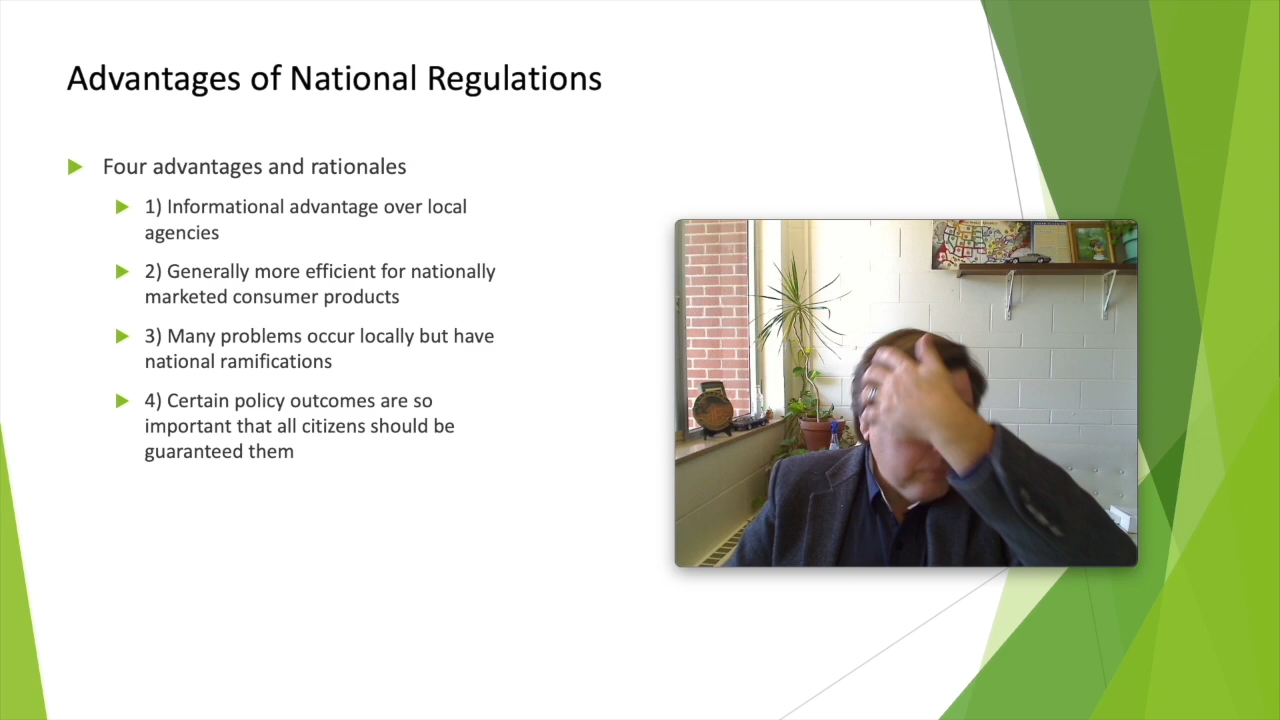 Advantages of National Regulations
Four advantages and rationales
1) Informational advantage over local
agencies
2) Generally more efficient for nationally
marketed consumer products
3) Many problems occur locally but have
national ramifications
4) Certain policy outcomes are so
important that all citizens should be
guaranteed them